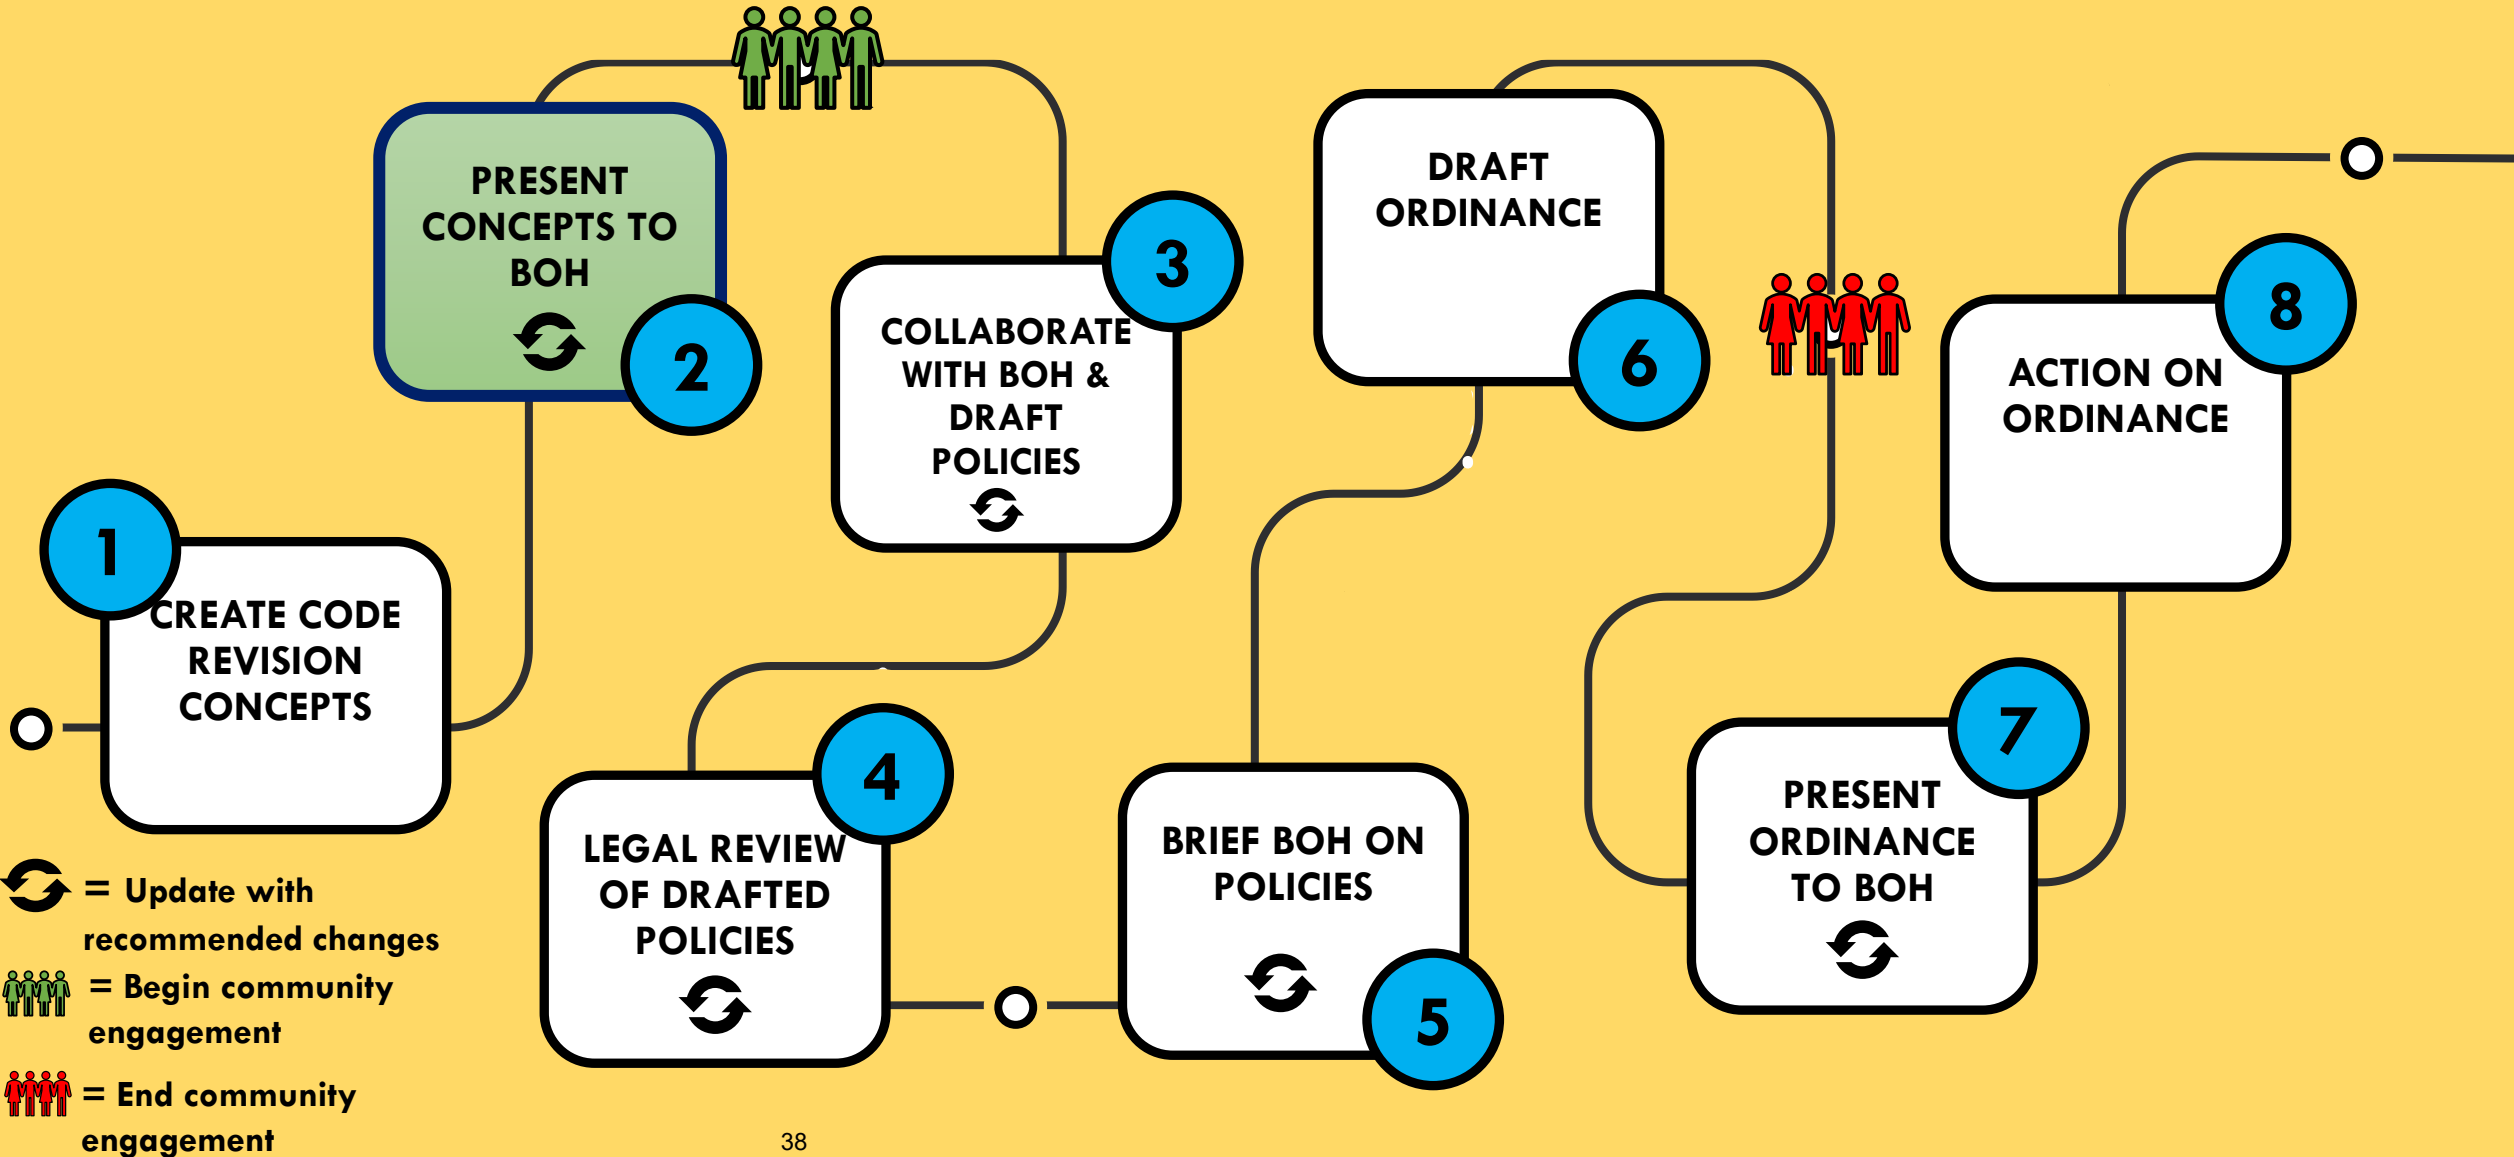 1
CREATE CODE
REVISION
CONCEPTS
PRESENT
CONCEPTS TO
BOH
2
3
COLLABORATE
WITH BOH &
DRAFT
POLICIES
4
LEGAL REVIEW
OF DRAFTED
POLICIES
BRIEF BOH ON
POLICIES
5
DRAFT
ORDINANCE
6
7
PRESENT
ORDINANCE
TO BOH
8
ACTION ON
ORDINANCE
= Update with
recommended changes
= Begin community
engagement
= End community
engagement
38